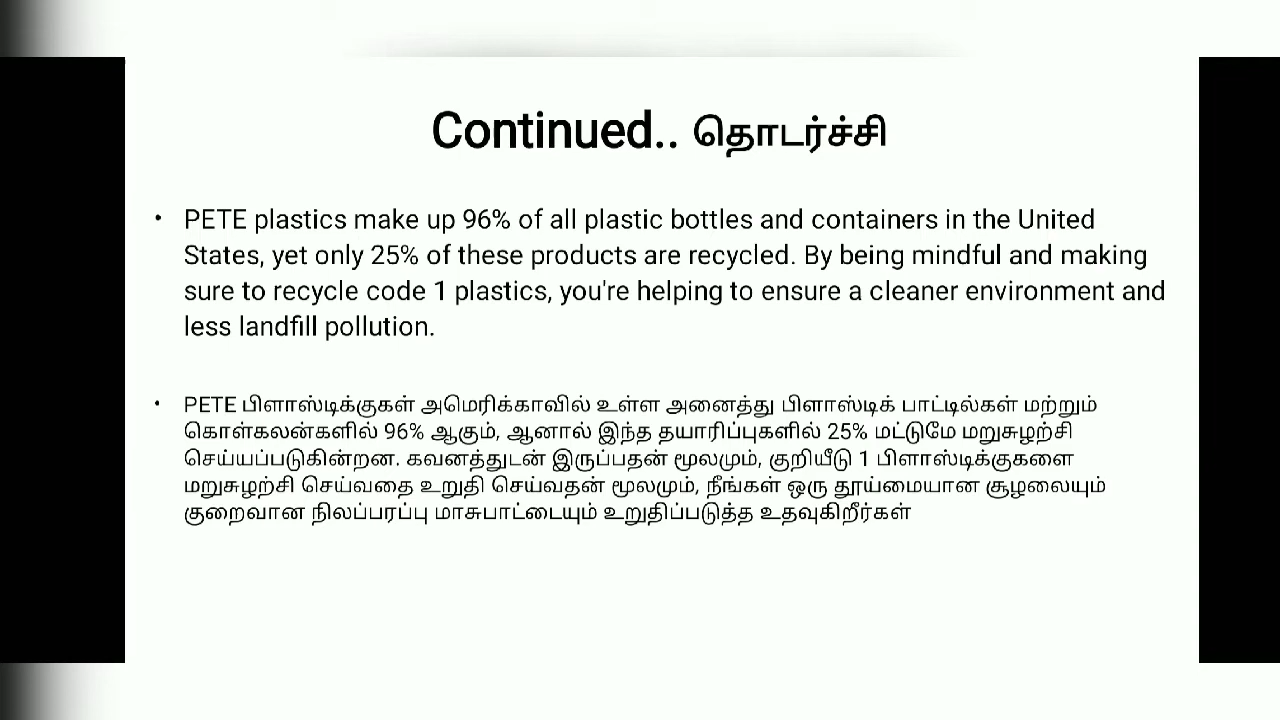 Continued.. தொடர்ச்சி
• PETE plastics make up 96% of all plastic bottles and containers in the United
States, yet only 25% of these products are recycled. By being mindful and making
sure to recycle code 1 plastics, you're helping to ensure a cleaner environment and
less landfill pollution.
• PETE பிளாஸ்டிக்குகள் அமெரிக்காவில் உள்ள அனைத்து பிளாஸ்டிக் பாட்டில்கள் மற்றும்
கொள்கலன்களில் 96% ஆகும், ஆனால் இந்த தயாரிப்புகளில் 25% மட்டுமே மறுசுழற்சி
செய்யப்படுகின்றன. கவனத்துடன் இருப்பதன் மூலமும், குறியீடு 1 பிளாஸ்டிக்குகளை
மறுசுழற்சி செய்வதை உறுதி செய்வதன் மூலமும், நீங்கள் ஒரு தூய்மையான சூழலையும்
குறைவான நிலப்பரப்பு மாசுபாட்டையும் உறுதிப்படுத்த உதவுகிறீர்கள்